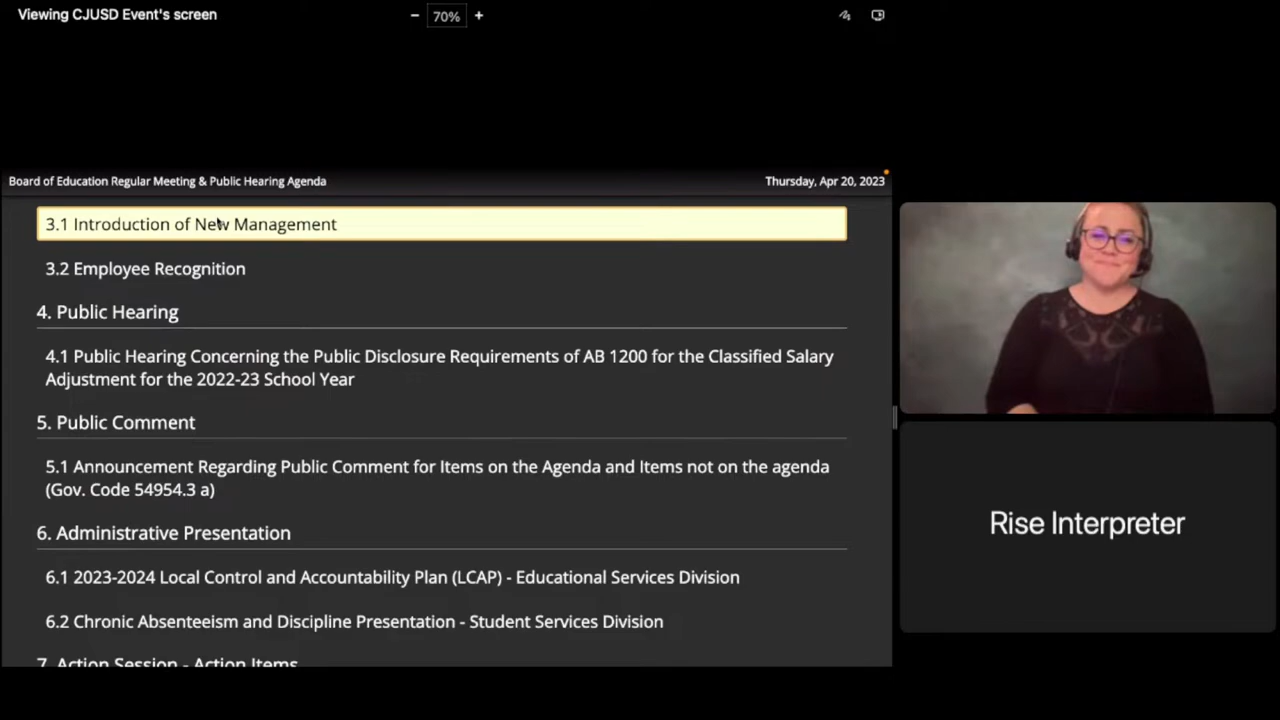 Viewing CJUSD Event's screen
− 70% +
Board of Education Regular Meeting & Public Hearing Agenda
Thursday, Apr 20, 2023
3.1 Introduction of New Management
3.2 Employee Recognition
4. Public Hearing
4.1 Public Hearing Concerning the Public Disclosure Requirements of AB 1200 for the Classified Salary
Adjustment for the 2022-23 School Year
5. Public Comment
5.1 Announcement Regarding Public Comment for Items on the Agenda and Items not on the agenda
(Gov. Code 54954.3 a)
6. Administrative Presentation
6.1 2023-2024 Local Control and Accountability Plan (LCAP) - Educational Services Division
6.2 Chronic Absenteeism and Discipline Presentation - Student Services Division
7. Action Session - Action Items
Rise Interpreter